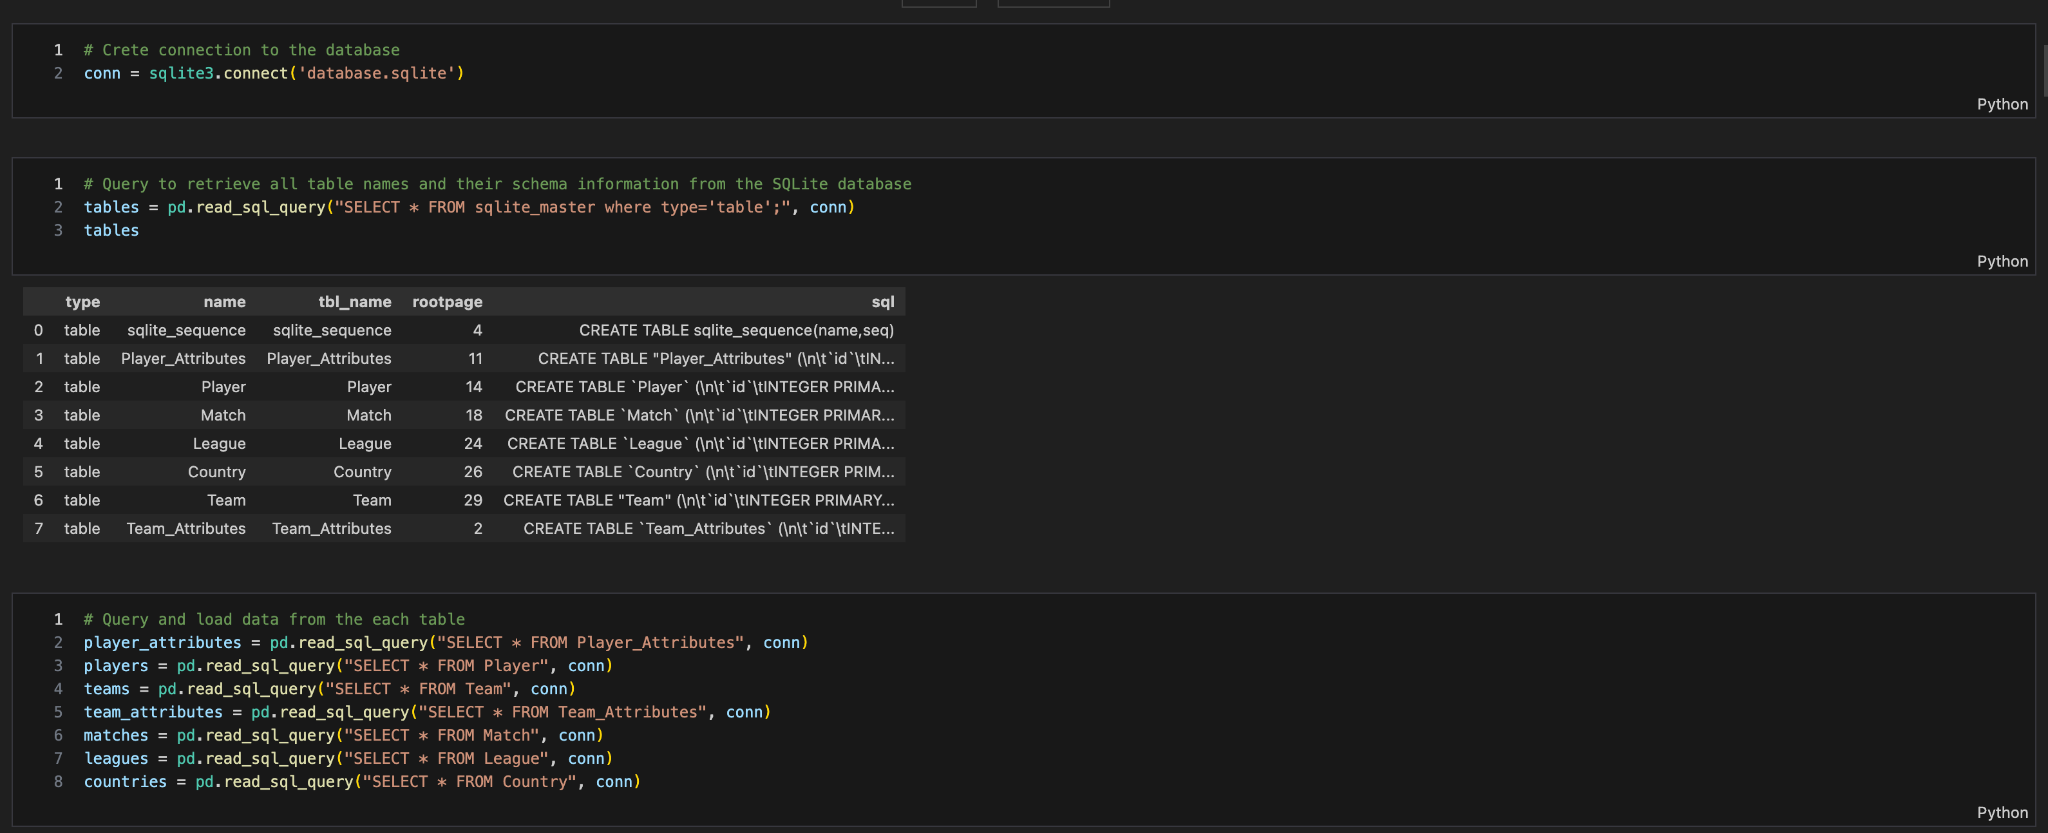 1 # Crete connection to the database
2 conn = sqlite3.connect('database.sqlite')
Python
1 # Query to retrieve all table names and their schema information from the SQLite database
2 tables = pd.read_sql_query("SELECT * FROM sqlite_master where type='table';", conn)
3 tables
Python
type name tbl_name rootpage sql
0 table sqlite_sequence sqlite_sequence 4 CREATE TABLE sqlite_sequence(name,seq)
1 table Player_Attributes Player_Attributes 11 CREATE TABLE "Player_Attributes" (\n\t`id`\tIN...
2 table Player Player 14 CREATE TABLE `Player` (\n\t`id`\tINTEGER PRIMA...
3 table Match Match 18 CREATE TABLE `Match` (\n\t`id`\tINTEGER PRIMAR...
4 table League League 24 CREATE TABLE `League` (\n\t`id`\tINTEGER PRIMA...
5 table Country Country 26 CREATE TABLE `Country` (\n\t`id`\tINTEGER PRIM...
6 table Team Team 29 CREATE TABLE "Team" (\n\t`id`\tINTEGER PRIMARY...
7 table Team_Attributes Team_Attributes 2 CREATE TABLE `Team_Attributes` (\n\t`id`\tINTE...
1 # Query and load data from the each table
2 player_attributes = pd.read_sql_query("SELECT * FROM Player_Attributes", conn)
3 players = pd.read_sql_query("SELECT * FROM Player", conn)
4 teams = pd.read_sql_query("SELECT * FROM Team", conn)
5 team_attributes = pd.read_sql_query("SELECT * FROM Team_Attributes", conn)
6 matches = pd.read_sql_query("SELECT * FROM Match", conn)
7 leagues = pd.read_sql_query("SELECT * FROM League", conn)
8 countries = pd.read_sql_query("SELECT * FROM Country", conn)
Python